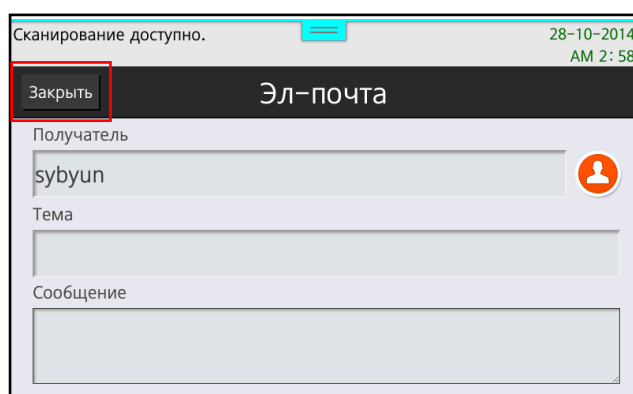 Сканирование доступно.
28-10-2014
AM 2:58
Закрыть
Эл-почта
Получатель
sybyun
Тема
Сообщение